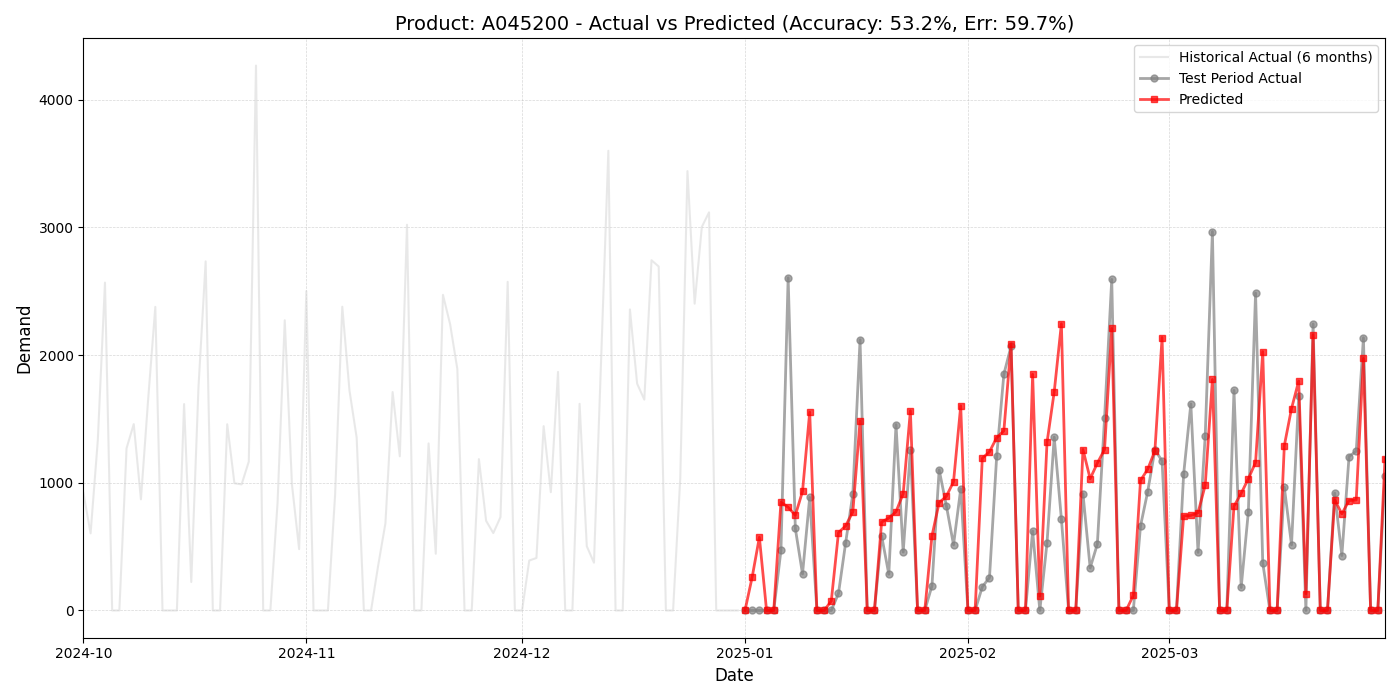 Product: A045200 - Actual vs Predicted (Accuracy: 53.2%, Err: 59.7%)
Historical Actual (6 months)
Test Period Actual
Predicted
4000
3000
2000
1000
0
Demand
2024-10
2024-11
2024-12
2025-01
2025-02
2025-03
Date